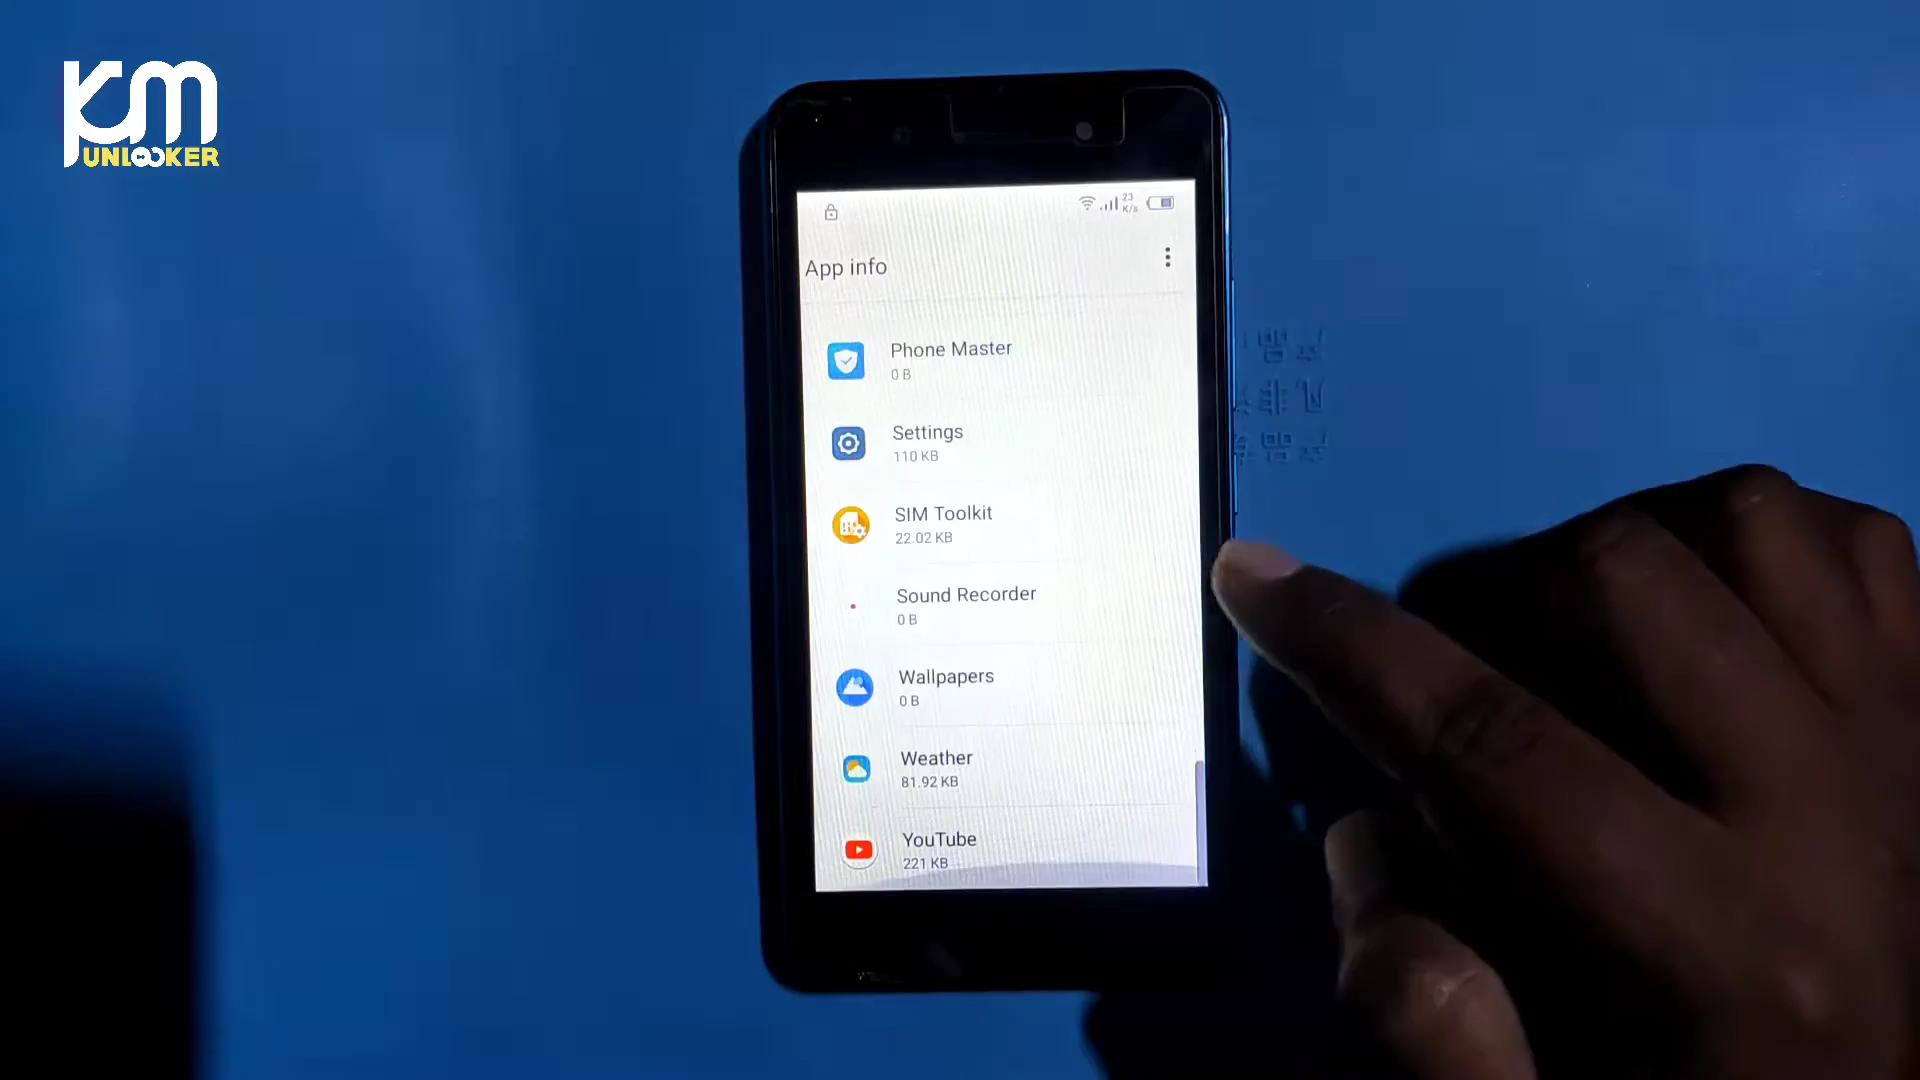 KM
UNLOCKER
23
K/s
App info
Phone Master
0 B
Settings
110 KB
SIM Toolkit
22.02 KB
Sound Recorder
0 B
Wallpapers
0 B
Weather
81.92 KB
YouTube
221 KB